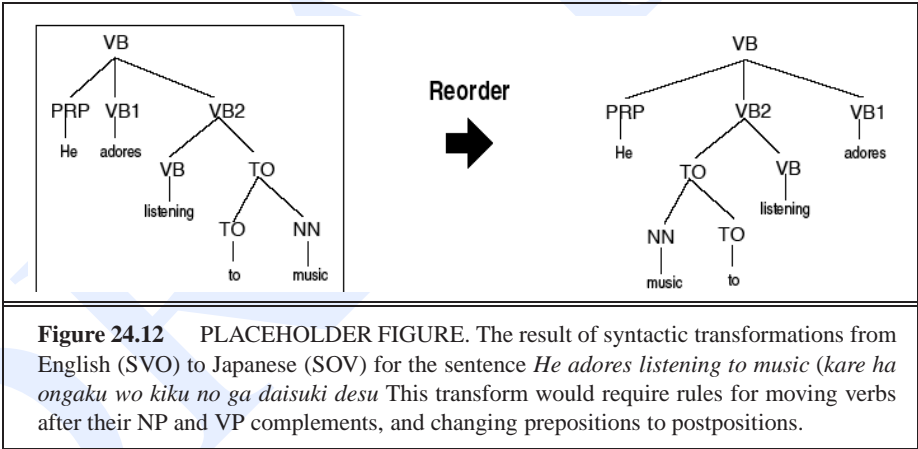 VB VB
Reorder
PRP VB1 VB2 PRP VB2 VB1
He adores He adores
VB TO TO VB
listening listening
TO NN NN TO
to music music to
Figure 24.12 PLACEHOLDER FIGURE. The result of syntactic transformations from
English (SVO) to Japanese (SOV) for the sentence He adores listening to music (kare ha
ongaku wo kiku no ga daisuki desu This transform would require rules for moving verbs
after their NP and VP complements, and changing prepositions to postpositions.